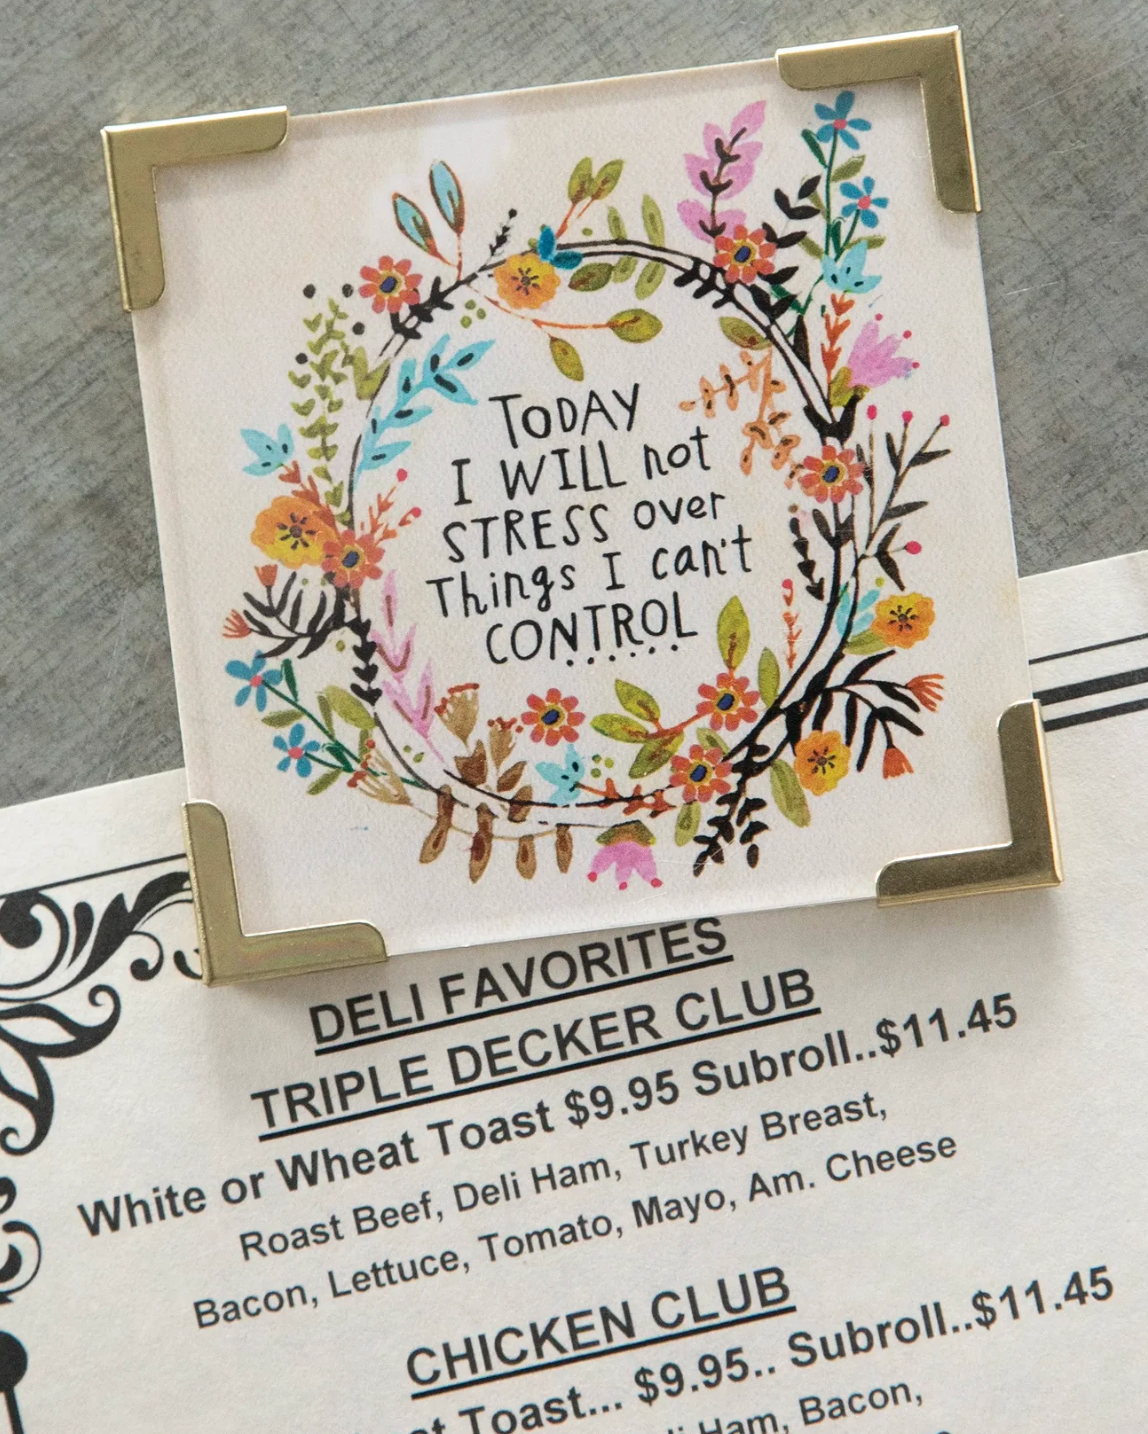 TODAY
I WILL not
STRESS over
Things I can't
CONTROL
DELI FAVORITES
TRIPLE DECKER CLUB
White or Wheat Toast $9.95 Subroll..$11.45
Roast Beef, Deli Ham, Turkey Breast,
Bacon, Lettuce, Tomato, Mayo, Am. Cheese
CHICKEN CLUB
Toast... $9.95.. Subroll..$11.45
Ham, Bacon,